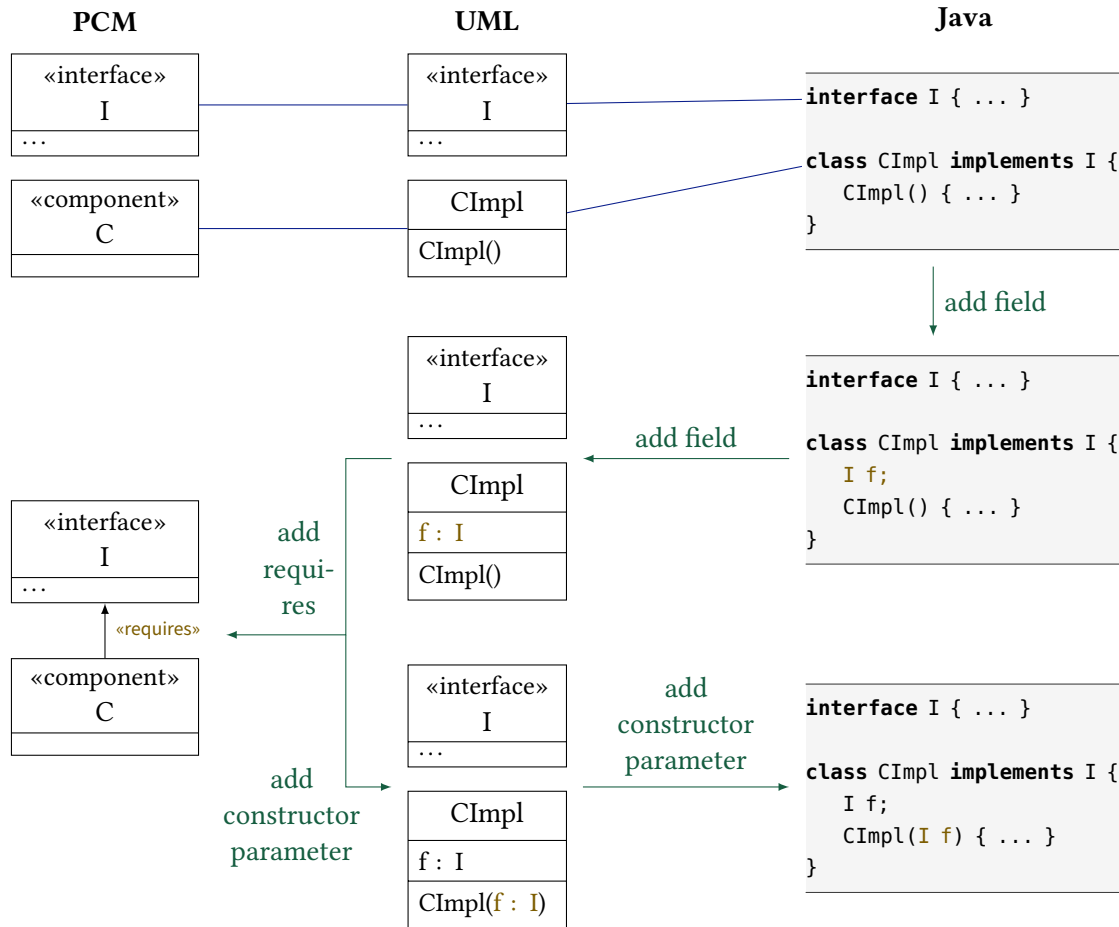 PCM
UML
Java
«interface»
I
...
«component»
C
«interface»
I
...
CImpl
CImpl()
interface I { ... }
class CImpl implements I {
CImpl() { ... }
}
add field
«interface»
I
...
CImpl
f : I
CImpl()
add field
interface I { ... }
class CImpl implements I {
I f;
CImpl() { ... }
}
add
requi-
res
«interface»
I
...
«requires»
«component»
C
add
constructor
parameter
«interface»
I
...
CImpl
f : I
CImpl(f : I)
add
constructor
parameter
interface I { ... }
class CImpl implements I {
I f;
CImpl(I f) { ... }
}